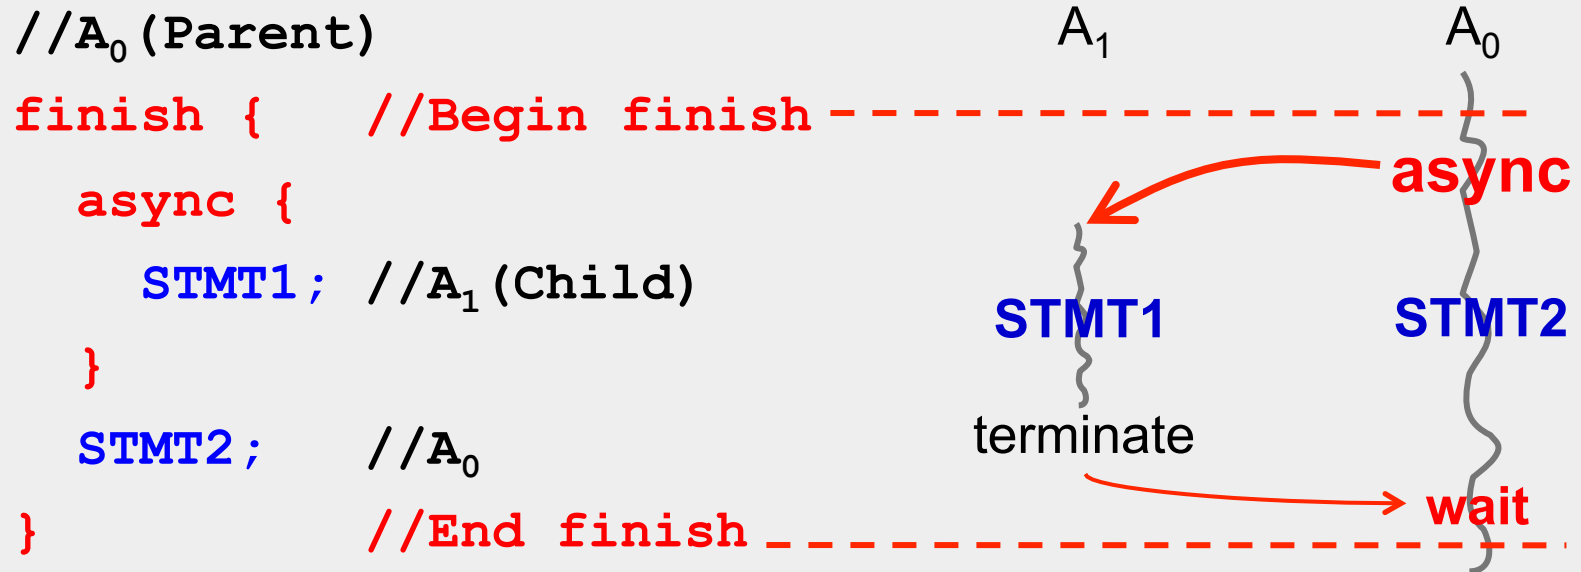 //A₀(Parent)
finish {    //Begin finish
  async {
    STMT1; //A₁(Child)
  }
  STMT2;   //A₀
}          //End finish
A₁ A₀
async
STMT1 STMT2
terminate
wait